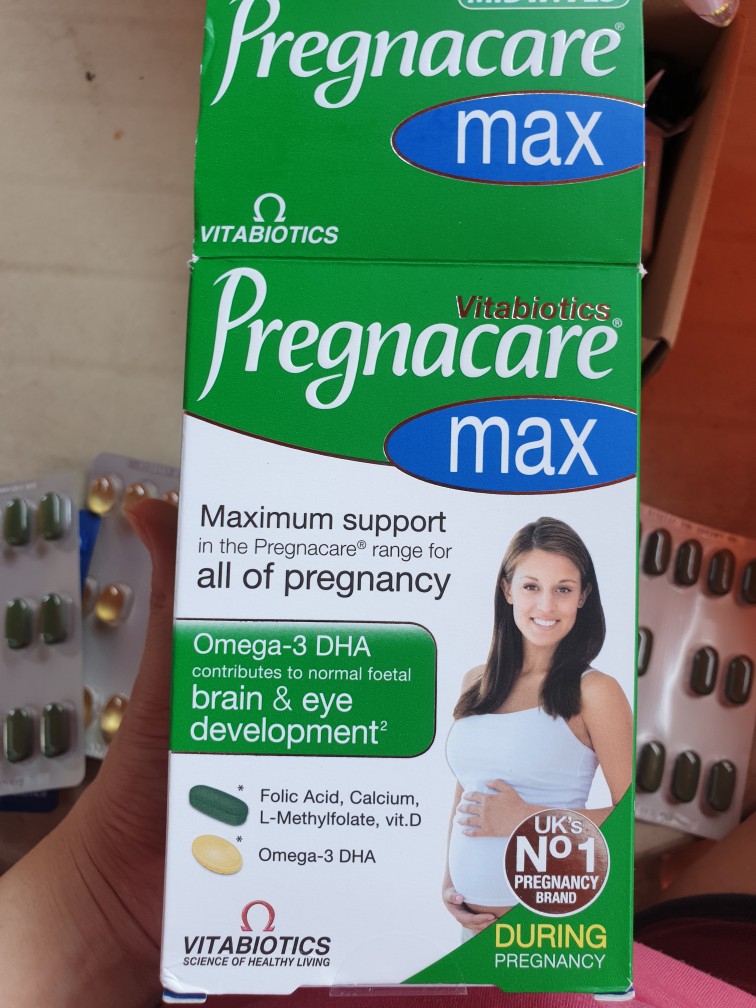 MIDWIVES
Pregnacare®
max
VITABIOTICS
Vitabiotics
Pregnacare®
max
Maximum support
in the Pregnacare® range for
all of pregnancy
Omega-3 DHA
contributes to normal foetal
brain & eye
development²
*
Folic Acid, Calcium,
L-Methylfolate, vit.D
*
Omega-3 DHA
UK's
Nº1
PREGNANCY
BRAND
VITABIOTICS
SCIENCE OF HEALTHY LIVING
DURING
PREGNANCY